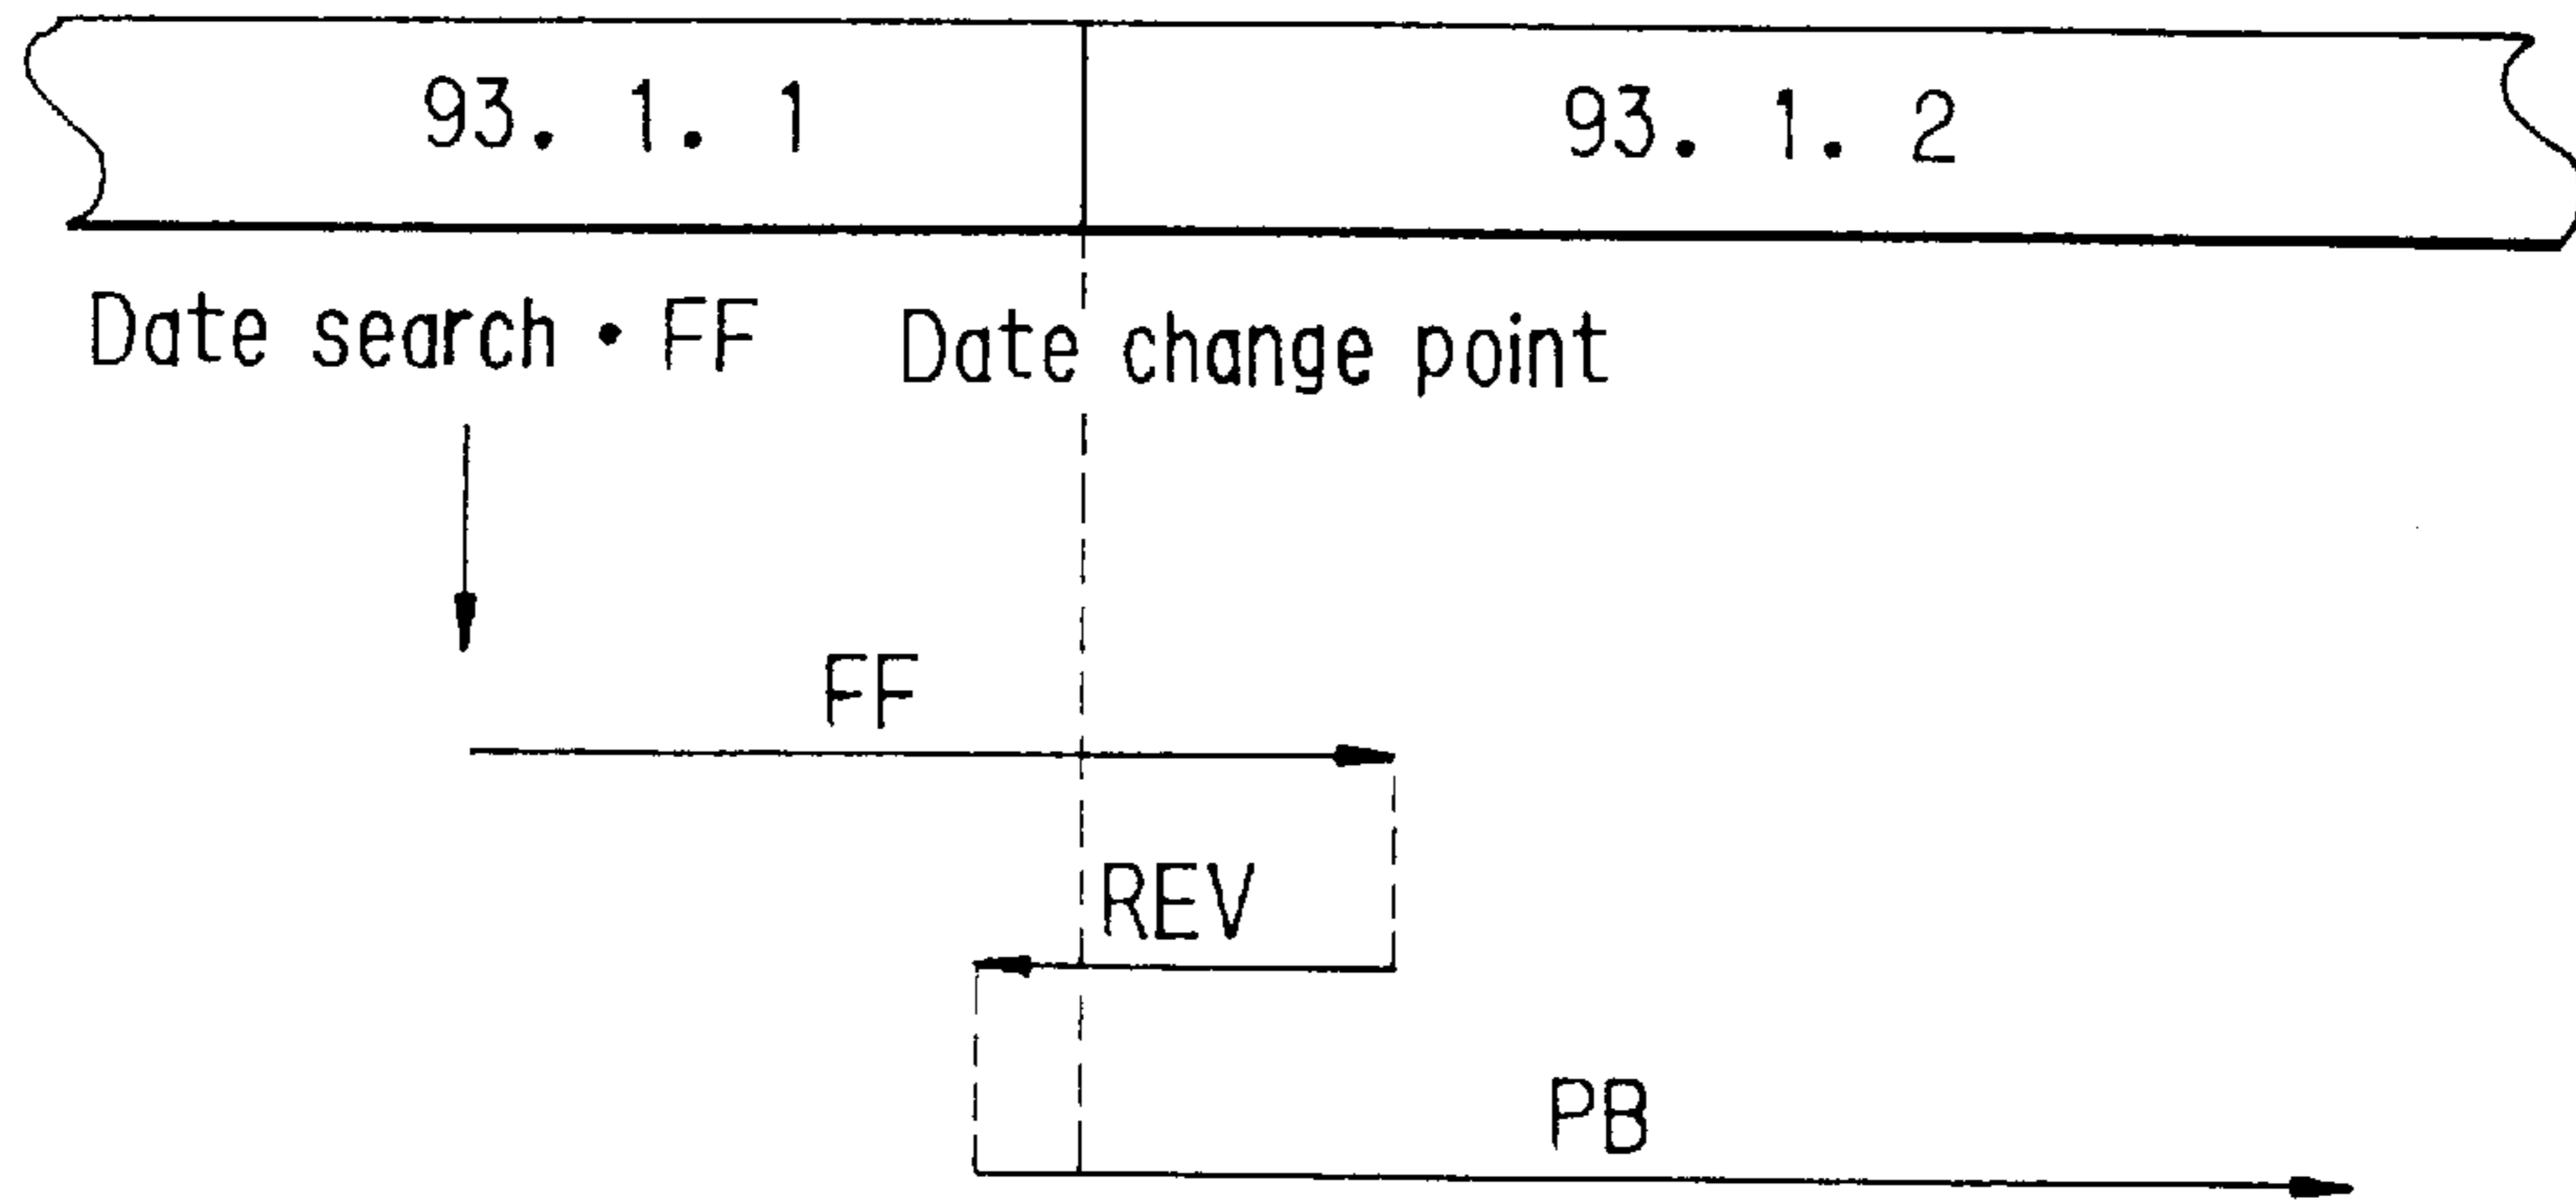 93. 1. 1
93. 1. 2
Date search · FF
Date change point
FF
REV
PB